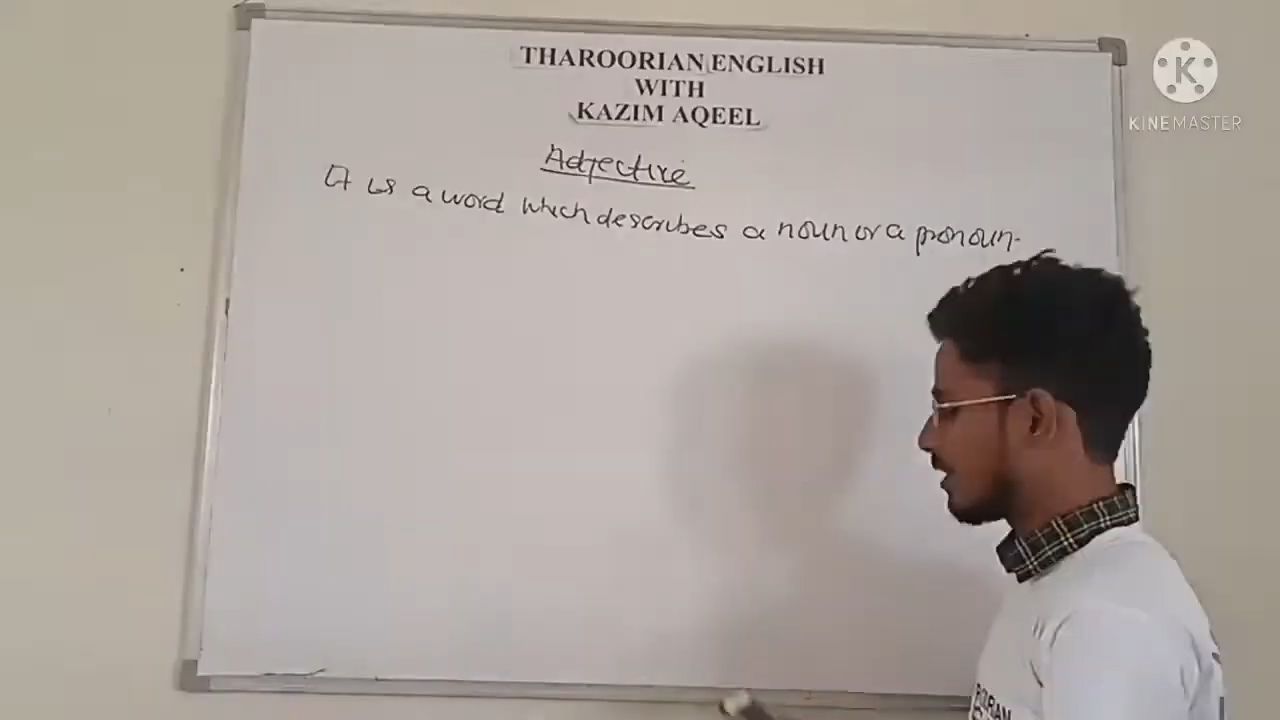 THAROORIAN ENGLISH
WITH
KAZIM AQEEL
Adjective
It is a word which describes a noun or a pronoun.
KINEMASTER